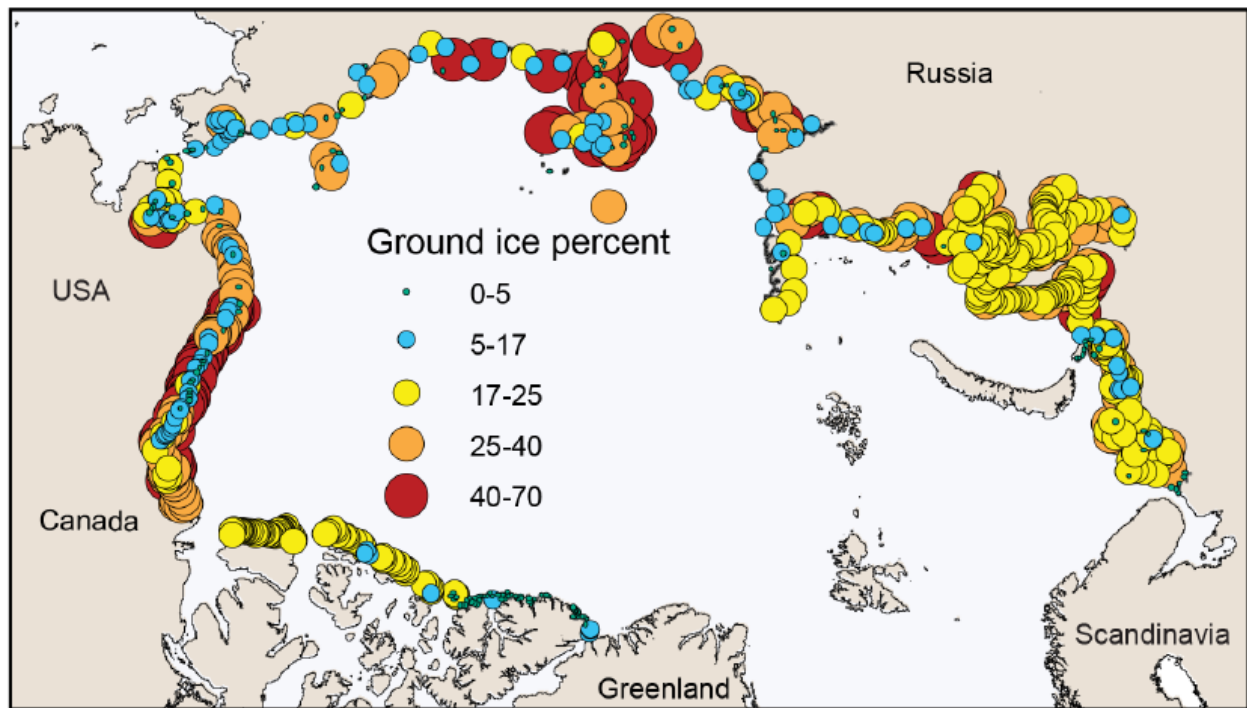 Russia
USA
Ground ice percent
0-5
5-17
17-25
25-40
40-70
Canada
Scandinavia
Greenland